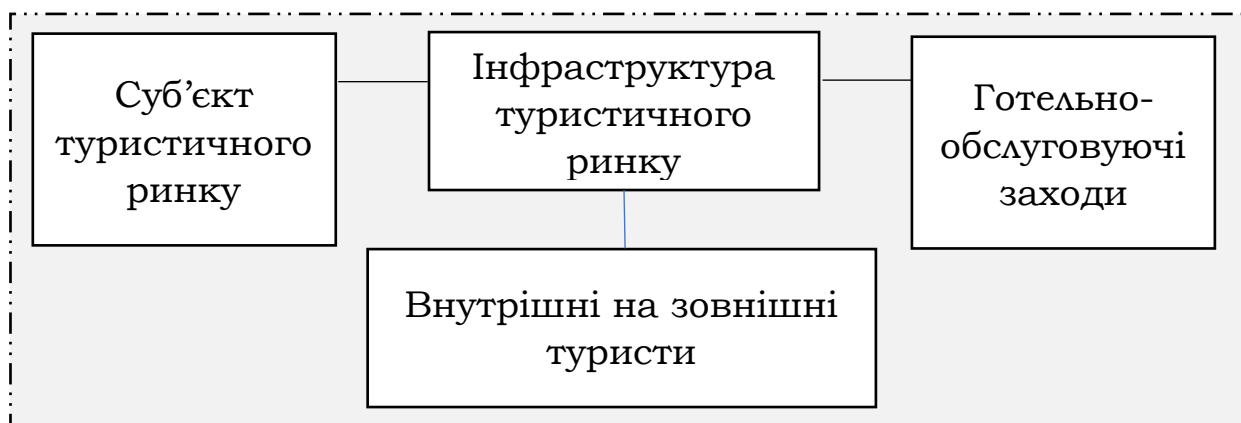 Суб’єкт
туристичного
ринку
Інфраструктура
туристичного
ринку
Готельно-
обслуговуючі
заходи
Внутрішні на зовнішні
туристи